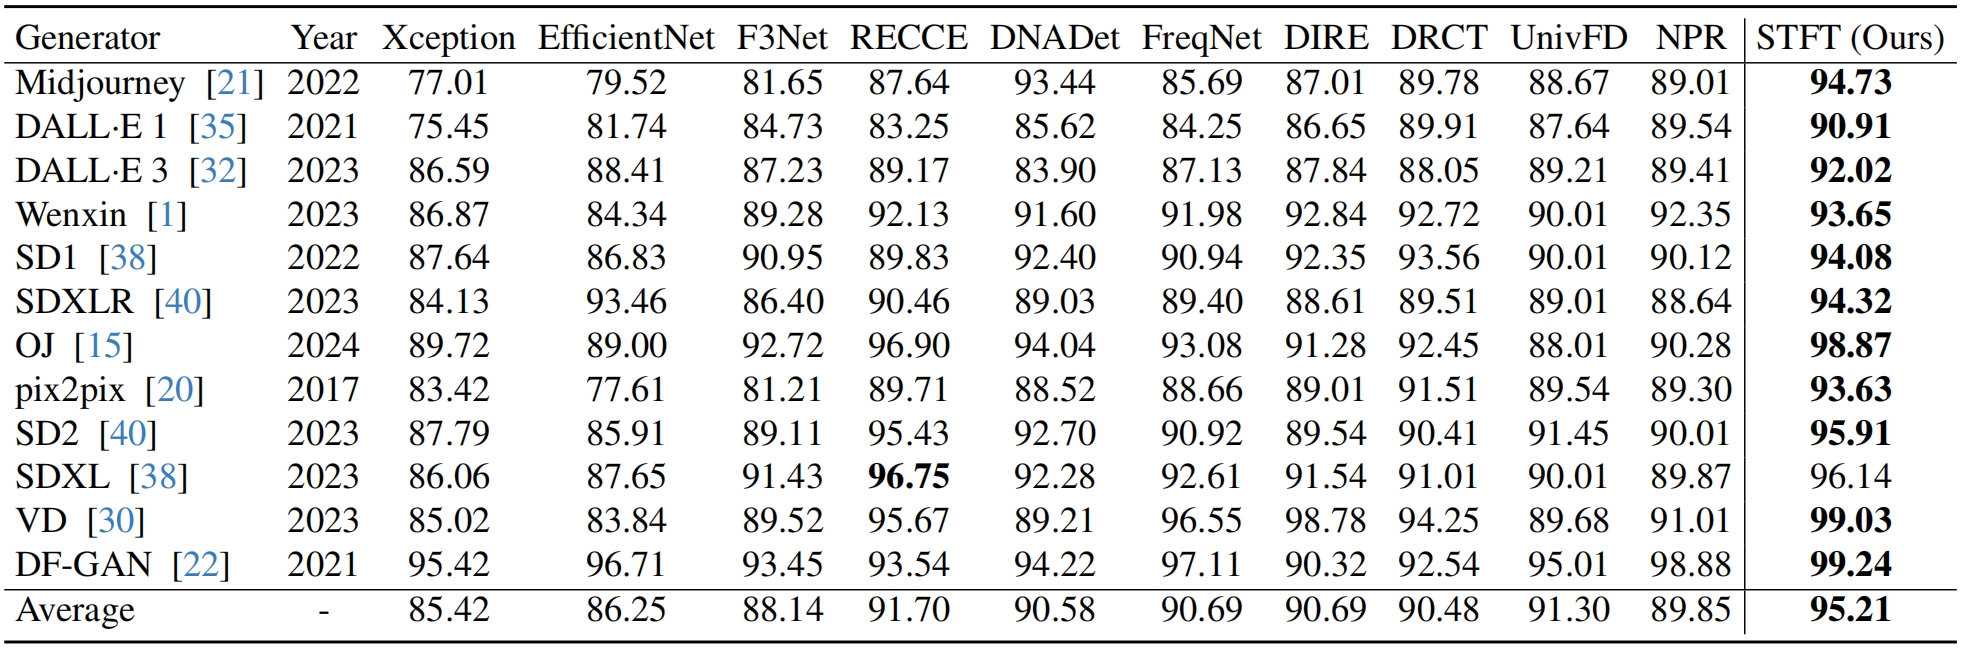 Generator Year Xception EfficientNet F3Net RECCE DNADet FreqNet DIRE DRCT UnivFD NPR STFT (Ours)
Midjourney [21] 2022 77.01 79.52 81.65 87.64 93.44 85.69 87.01 89.78 88.67 89.01 94.73
DALL·E 1 [35] 2021 75.45 81.74 84.73 83.25 85.62 84.25 86.65 89.91 87.64 89.54 90.91
DALL·E 3 [32] 2023 86.59 88.41 87.23 89.17 83.90 87.13 87.84 88.05 89.21 89.41 92.02
Wenxin [1] 2023 86.87 84.34 89.28 92.13 91.60 91.98 92.84 92.72 90.01 92.35 93.65
SD1 [38] 2022 87.64 86.83 90.95 89.83 92.40 90.94 92.35 93.56 90.01 90.12 94.08
SDXLR [40] 2023 84.13 93.46 86.40 90.46 89.03 89.40 88.61 89.51 89.01 88.64 94.32
OJ [15] 2024 89.72 89.00 92.72 96.90 94.04 93.08 91.28 92.45 88.01 90.28 98.87
pix2pix [20] 2017 83.42 77.61 81.21 89.71 88.52 88.66 89.01 91.51 89.54 89.30 93.63
SD2 [40] 2023 87.79 85.91 89.11 95.43 92.70 90.92 89.54 90.41 91.45 90.01 95.91
SDXL [38] 2023 86.06 87.65 91.43 96.75 92.28 92.61 91.54 91.01 90.01 89.87 96.14
VD [30] 2023 85.02 83.84 89.52 95.67 89.21 96.55 98.78 94.25 89.68 91.01 99.03
DF-GAN [22] 2021 95.42 96.71 93.45 93.54 94.22 97.11 90.32 92.54 95.01 98.88 99.24
Average - 85.42 86.25 88.14 91.70 90.58 90.69 90.69 90.48 91.30 89.85 95.21